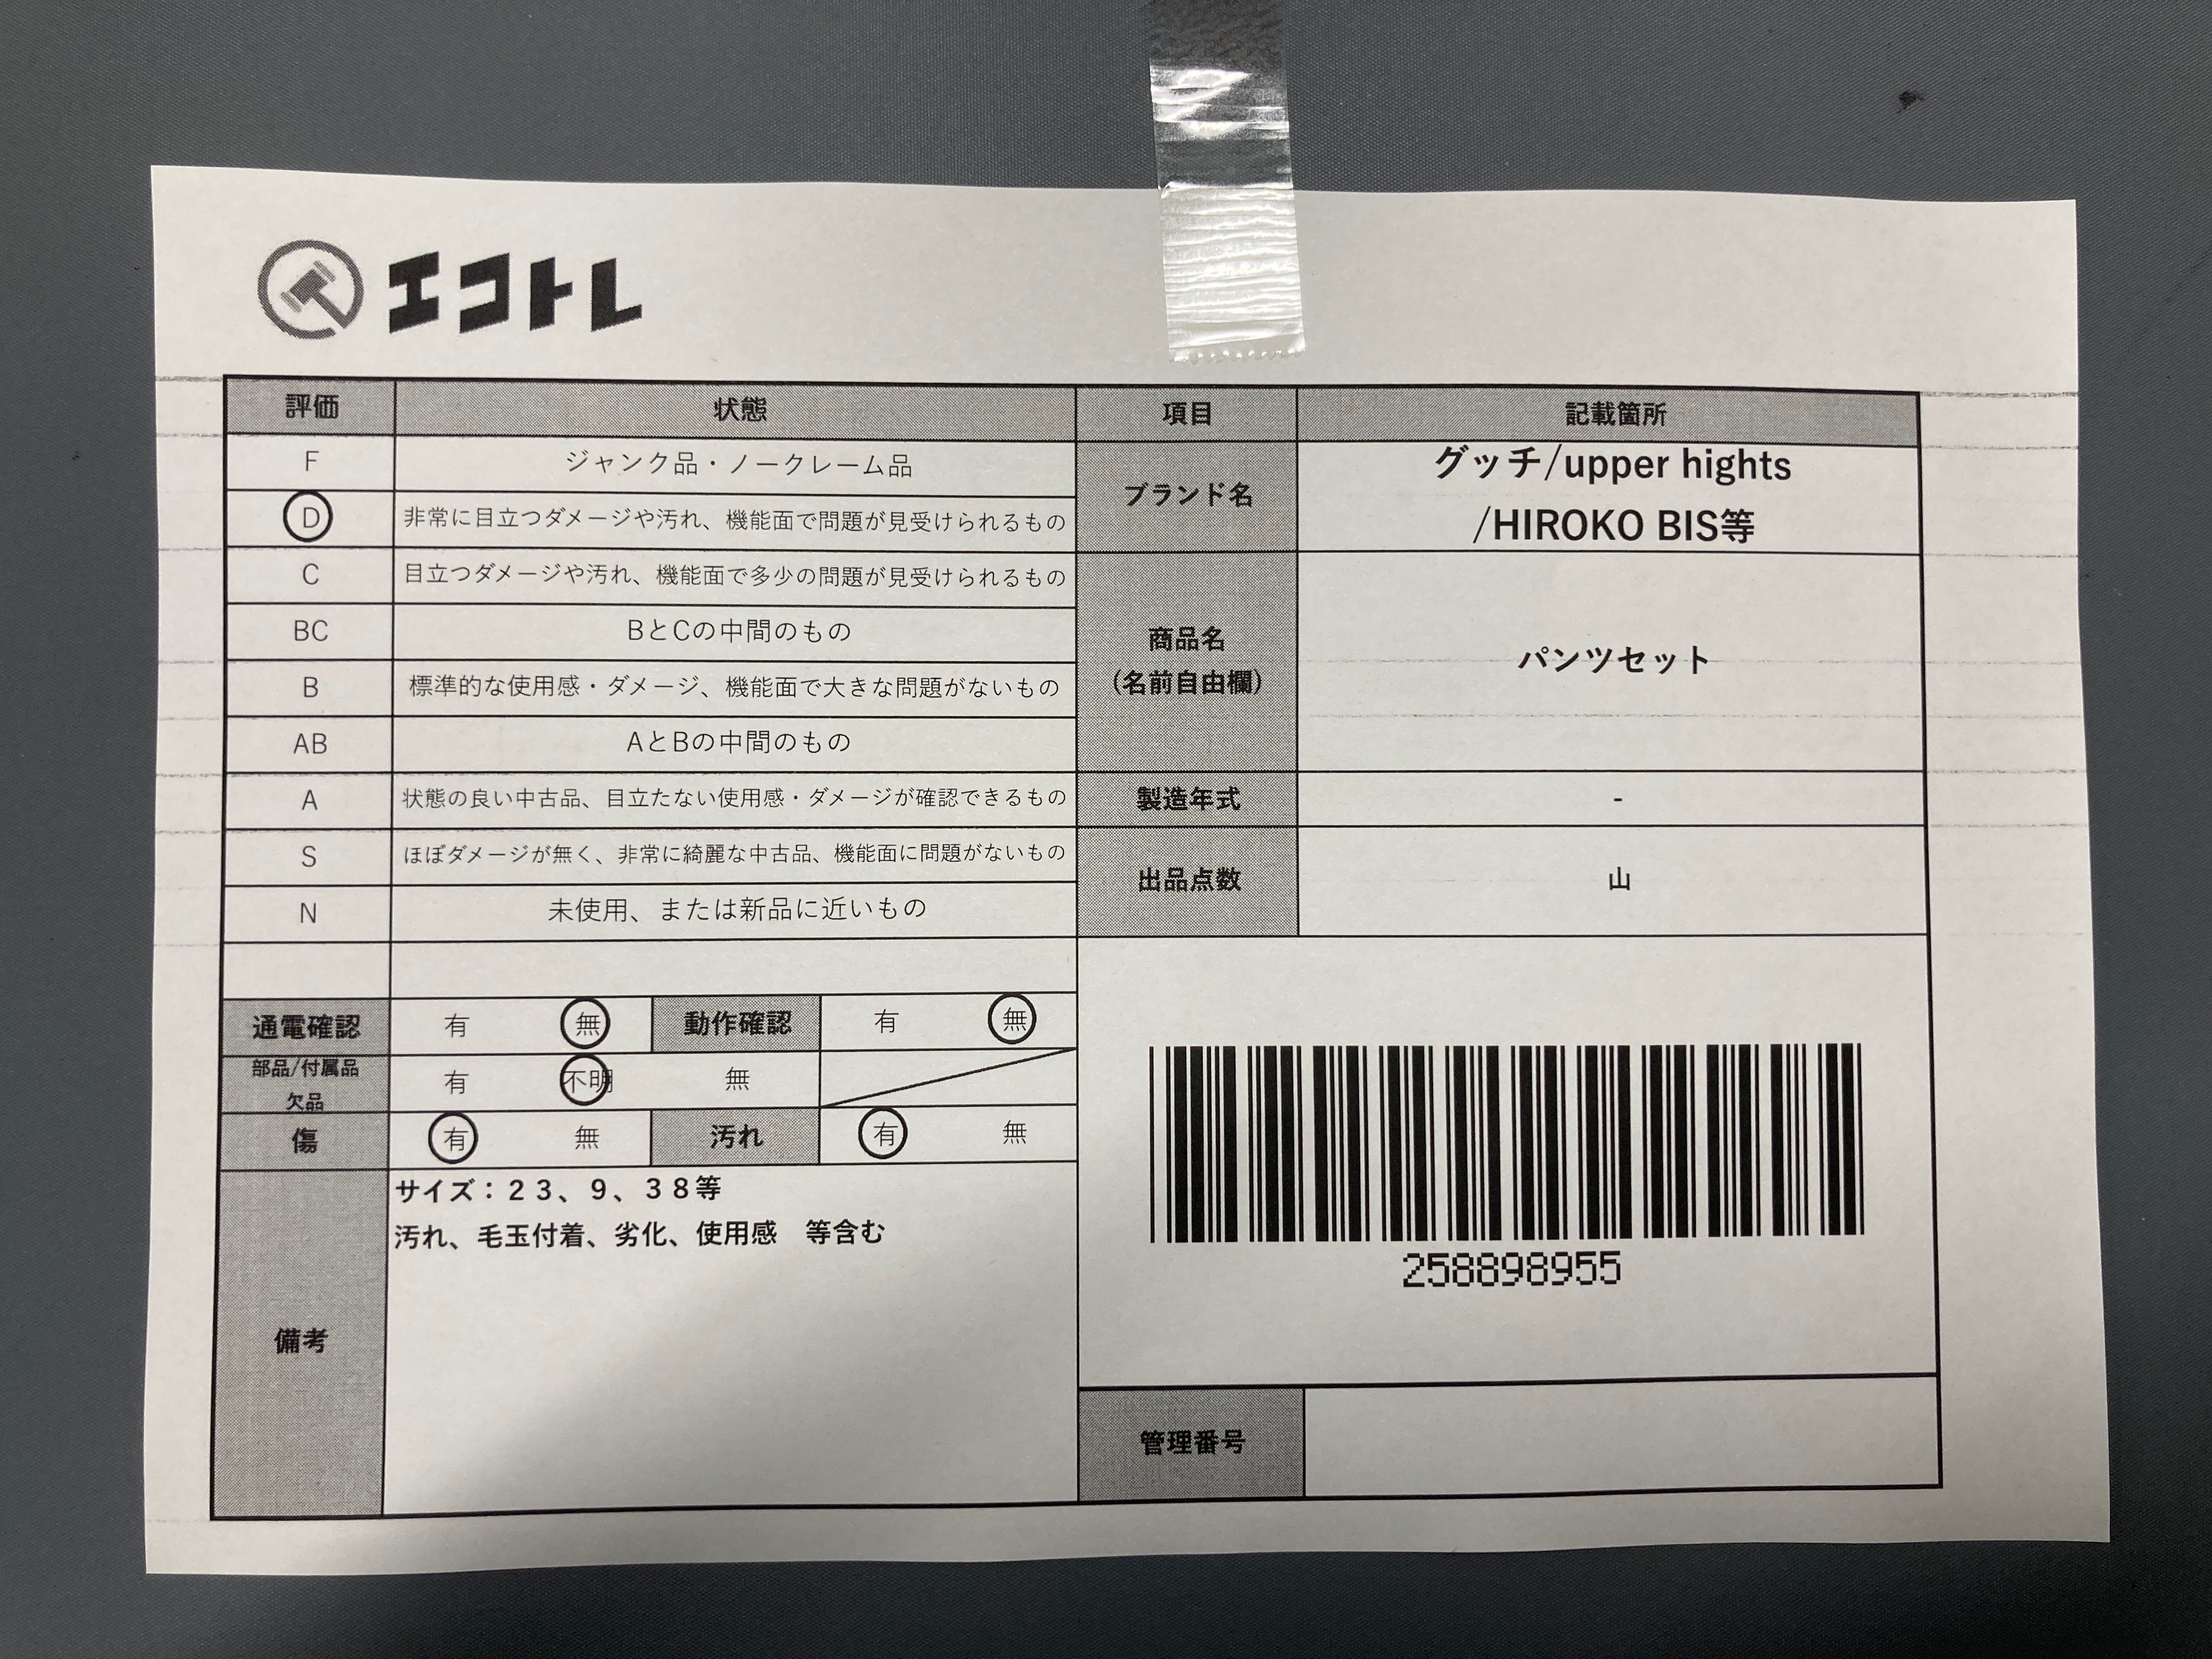 エコトレ
評価 状態 項目 記載箇所
F ジャンク品・ノークレーム品
D 非常に目立つダメージや汚れ、機能面で問題が見受けられるもの
C 目立つダメージや汚れ、機能面で多少の問題が見受けられるもの
BC BとCの中間のもの
B 標準的な使用感・ダメージ、機能面で大きな問題がないもの
AB AとBの中間のもの
A 状態の良い中古品、目立たない使用感・ダメージが確認できるもの
S ほぼダメージが無く、非常に綺麗な中古品、機能面に問題がないもの
N 未使用、または新品に近いもの
ブランド名
グッチ/upper hights
/HIROKO BIS等
商品名
(名前自由欄)
パンツセット
製造年式 -
出品点数 山
通電確認 有 無 動作確認 有 無
部品/付属品
欠品
有 不明 無
傷 有 無 汚れ 有 無
備考
サイズ：２３、９、３８等
汚れ、毛玉付着、劣化、使用感　等含む
258898955
管理番号